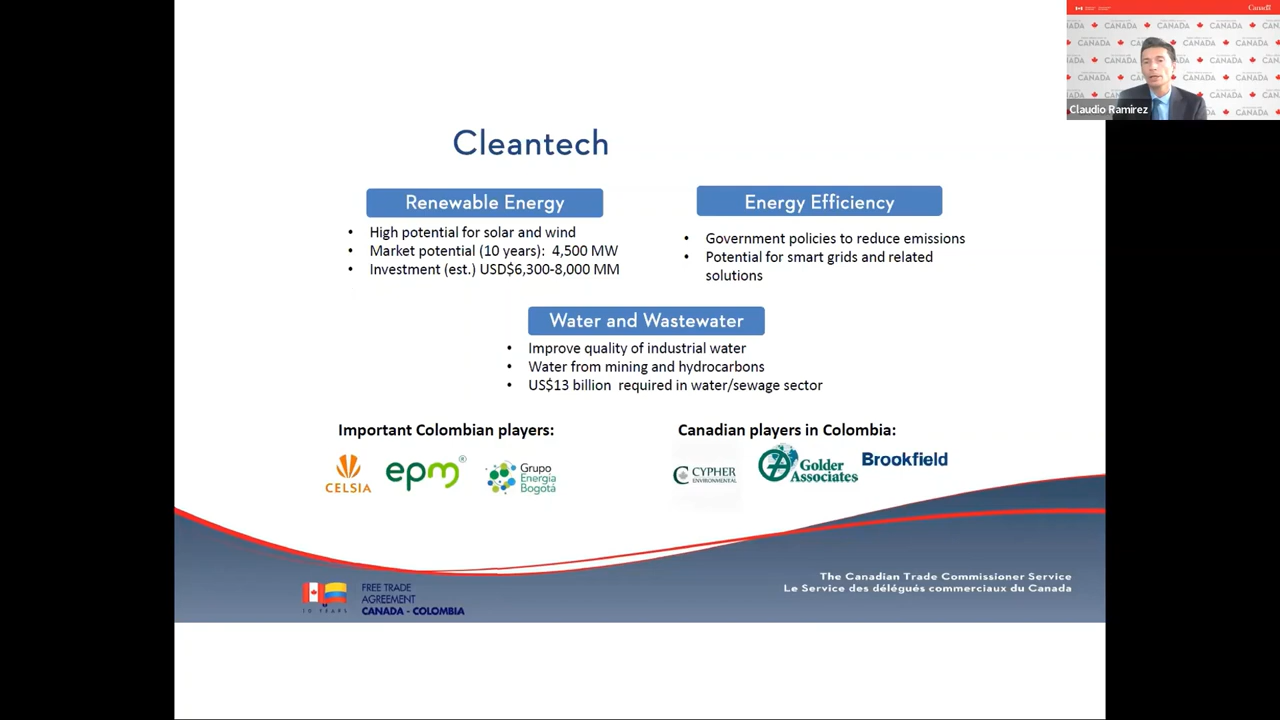 Canada
CANADA
Claudio Ramirez
Cleantech
Renewable Energy
• High potential for solar and wind
• Market potential (10 years): 4,500 MW
• Investment (est.) USD$6,300-8,000 MM
Energy Efficiency
• Government policies to reduce emissions
• Potential for smart grids and related
solutions
Water and Wastewater
• Improve quality of industrial water
• Water from mining and hydrocarbons
• US$13 billion required in water/sewage sector
Important Colombian players:
CELSIA
epm®
Grupo
Energía
Bogotá
Canadian players in Colombia:
CYPHER
ENVIRONMENTAL
Golder
Associates
Brookfield
10 YEARS
FREE TRADE
AGREEMENT
CANADA - COLOMBIA
The Canadian Trade Commissioner Service
Le Service des délégués commerciaux du Canada